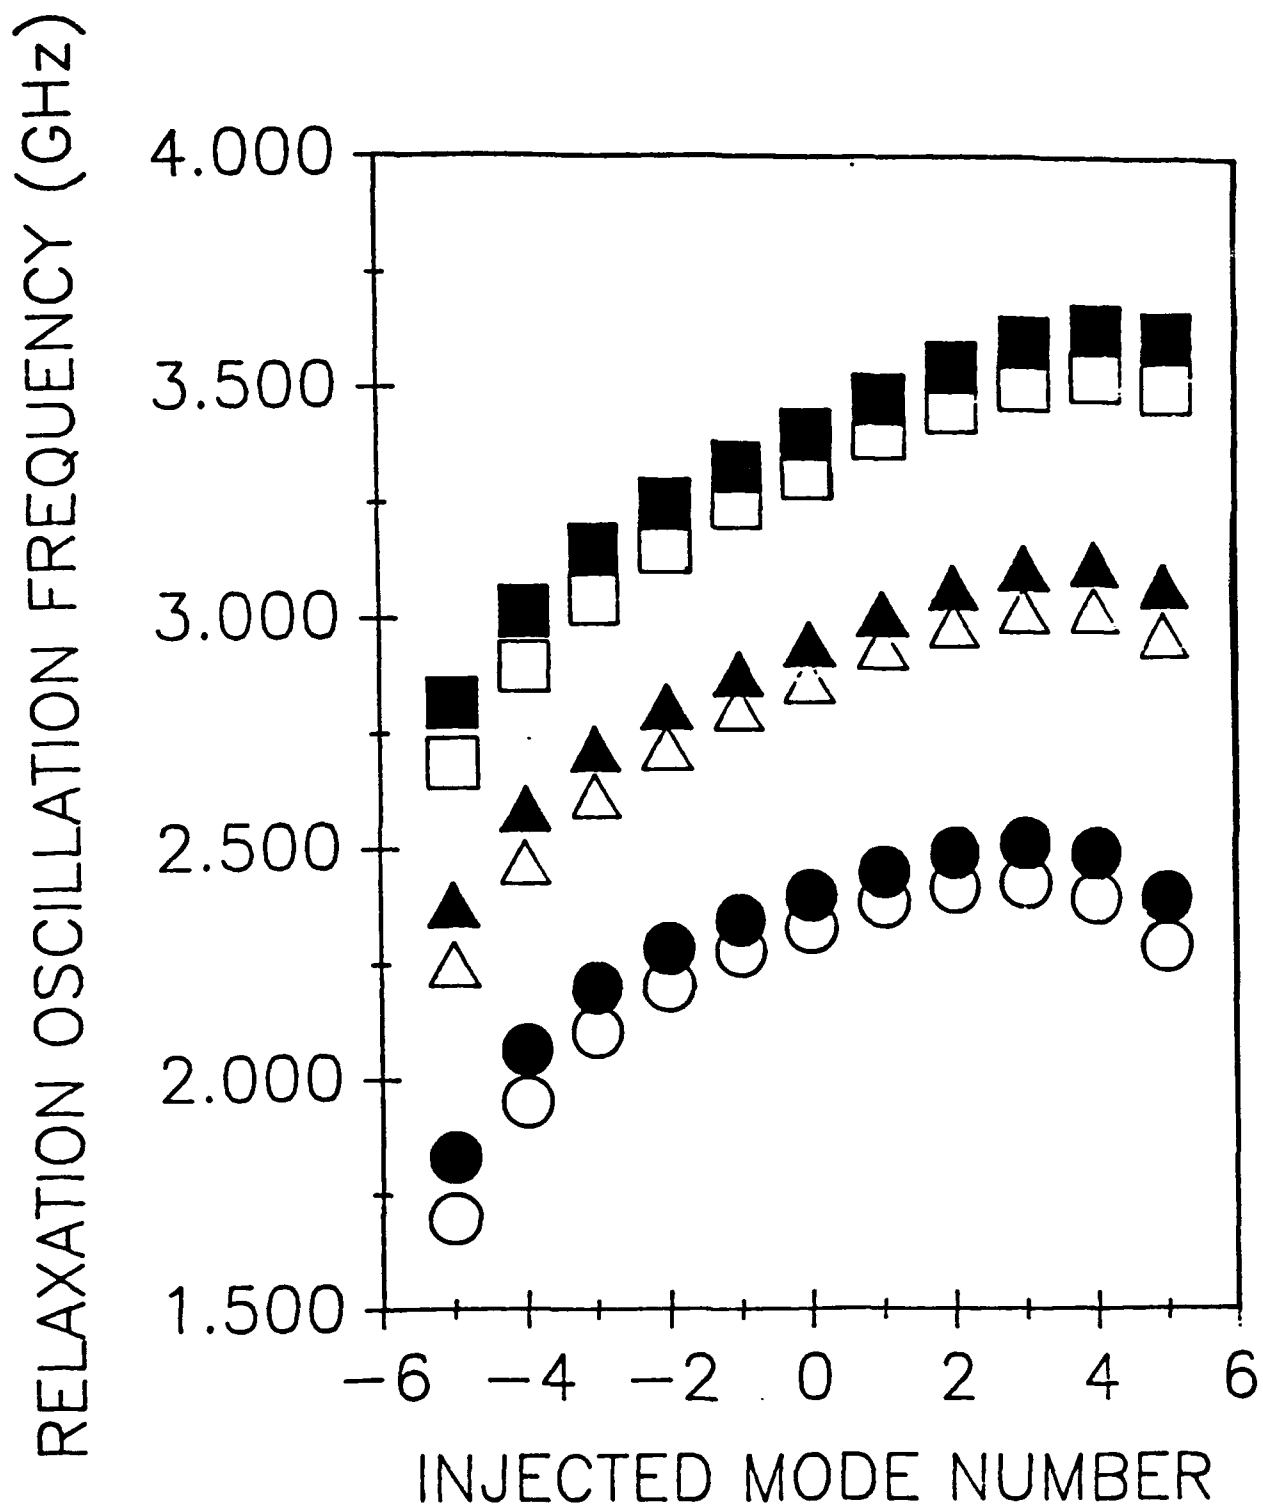 RELAXATION OSCILLATION FREQUENCY (GHz)
4.000
3.500
3.000
2.500
2.000
1.500
−6 −4 −2 0 2 4 6
INJECTED MODE NUMBER